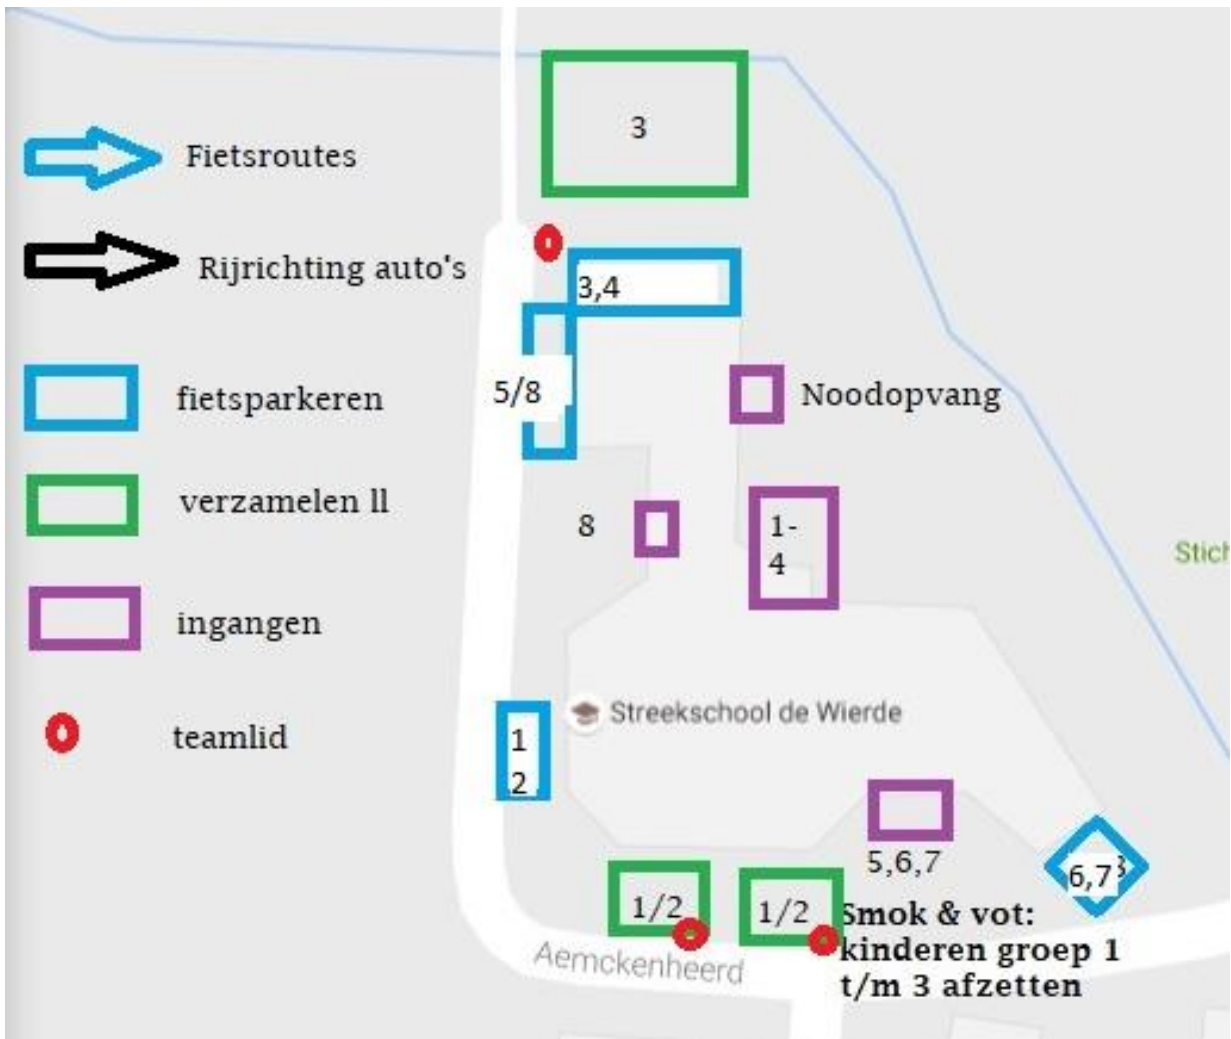 3
Fietsroutes
Rijrichting auto's
3,4
5/8
fietsparkeren
Noodopvang
verzamelen ll
8
1-
4
Stich
ingangen
Streekschool de Wierde
teamlid
1
2
5,6,7
6,7
1/2
1/2
Smok & vot:
kinderen groep 1
t/m 3 afzetten
Aemckenheerd